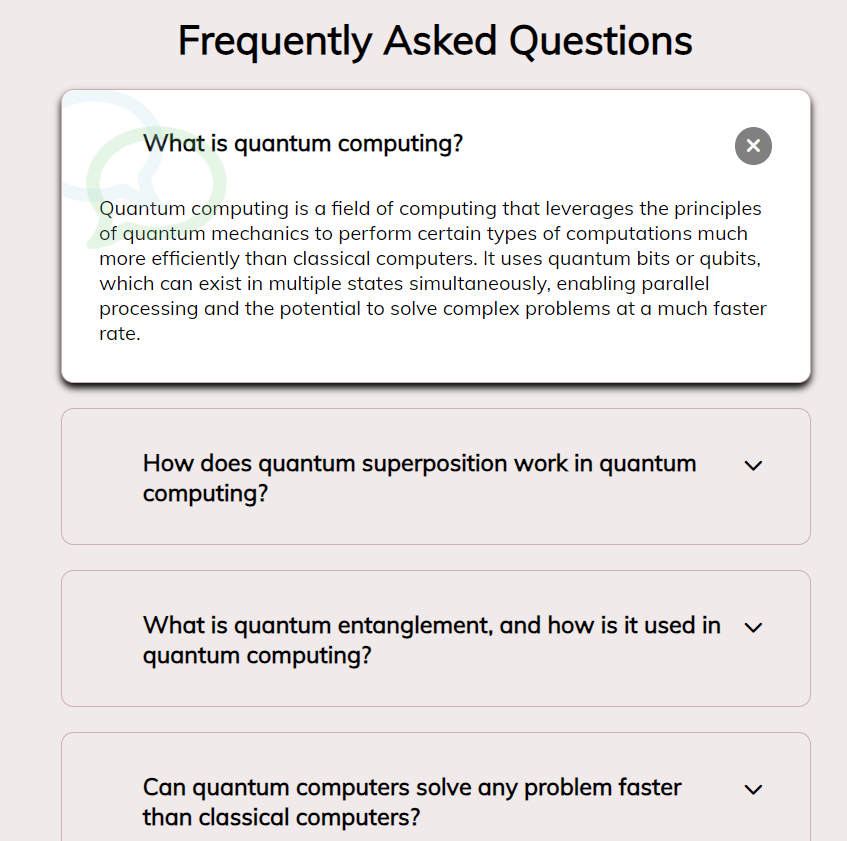 Frequently Asked Questions
What is quantum computing?
Quantum computing is a field of computing that leverages the principles
of quantum mechanics to perform certain types of computations much
more efficiently than classical computers. It uses quantum bits or qubits,
which can exist in multiple states simultaneously, enabling parallel
processing and the potential to solve complex problems at a much faster
rate.
How does quantum superposition work in quantum
computing?
What is quantum entanglement, and how is it used in
quantum computing?
Can quantum computers solve any problem faster
than classical computers?